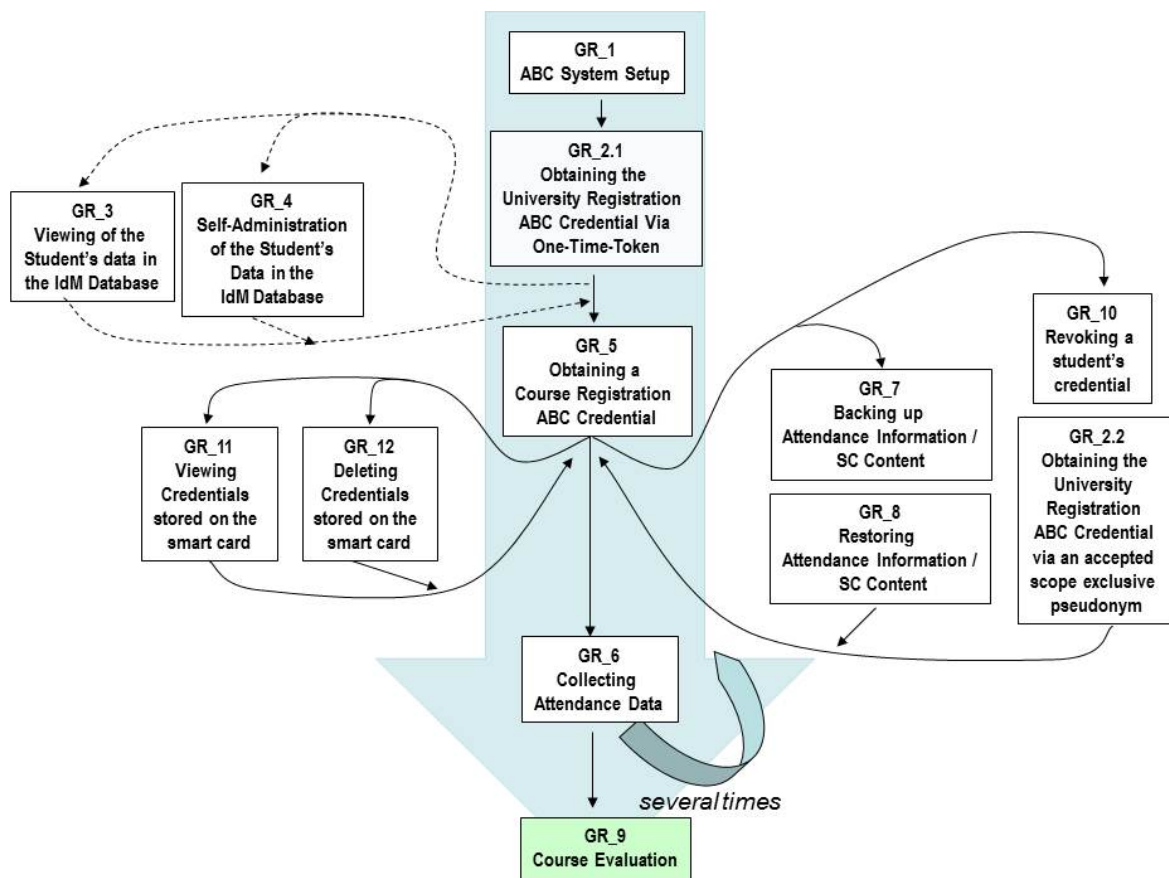 GR_1
ABC System Setup
GR_2.1
Obtaining the
University Registration
ABC Credential Via
One-Time-Token
GR_3
Viewing of the
Student's data in
the IdM Database
GR_4
Self-Administration
of the Student's
Data in the
IdM Database
GR_5
Obtaining a
Course Registration
ABC Credential
GR_10
Revoking a
student's
credential
GR_7
Backing up
Attendance Information /
SC Content
GR_11
Viewing
Credentials
stored on the
smart card
GR_12
Deleting
Credentials
stored on the
smart card
GR_8
Restoring
Attendance Information /
SC Content
GR_2.2
Obtaining the
University
Registration
ABC Credential
via an accepted
scope exclusive
pseudonym
GR_6
Collecting
Attendance Data
several times
GR_9
Course Evaluation